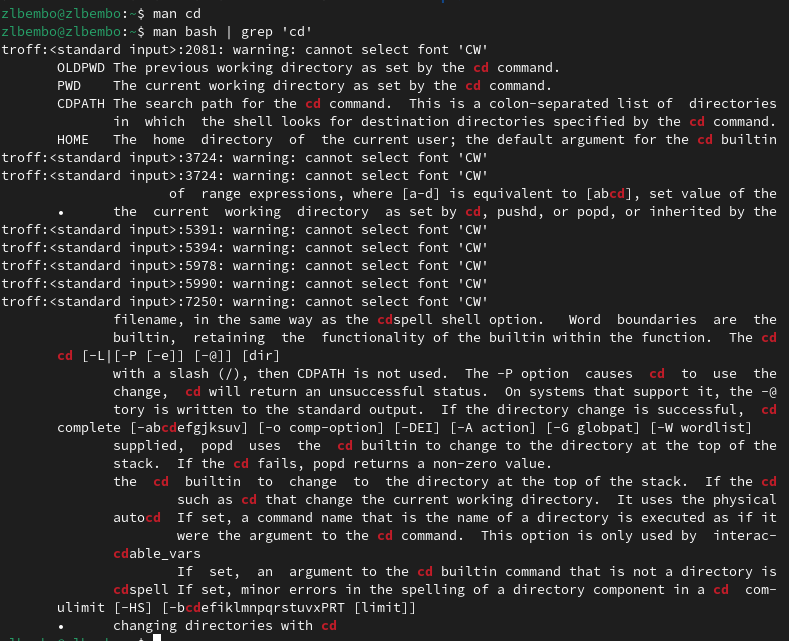 zlbembo@zlbembo:~$ man cd
zlbembo@zlbembo:~$ man bash | grep 'cd'
troff:<standard input>:2081: warning: cannot select font 'CW'
OLDPWD The previous working directory as set by the cd command.
PWD    The current working directory as set by the cd command.
CDPATH The search path for the cd command.  This is a colon-separated list of  directories
in  which  the shell looks for destination directories specified by the cd command.
HOME   The  home  directory  of  the current user; the default argument for the cd builtin
troff:<standard input>:3724: warning: cannot select font 'CW'
troff:<standard input>:3724: warning: cannot select font 'CW'
of  range expressions, where [a-d] is equivalent to [abcd], set value of the
•      the  current  working  directory  as set by cd, pushd, or popd, or inherited by the
troff:<standard input>:5391: warning: cannot select font 'CW'
troff:<standard input>:5394: warning: cannot select font 'CW'
troff:<standard input>:5978: warning: cannot select font 'CW'
troff:<standard input>:5990: warning: cannot select font 'CW'
troff:<standard input>:7250: warning: cannot select font 'CW'
filename, in the same way as the cdspell shell option.   Word  boundaries  are  the
builtin,  retaining  the  functionality of the builtin within the function.  The cd
cd [-L|[-P [-e]] [-@]] [dir]
with a slash (/), then CDPATH is not used.  The -P option  causes  cd  to  use  the
change,  cd will return an unsuccessful status.  On systems that support it, the -@
tory is written to the standard output.  If the directory change is successful,  cd
complete [-abcdefgjksuv] [-o comp-option] [-DEI] [-A action] [-G globpat] [-W wordlist]
supplied,  popd  uses  the  cd builtin to change to the directory at the top of the
stack.  If the cd fails, popd returns a non-zero value.
the  cd  builtin  to  change  to  the directory at the top of the stack.  If the cd
such as cd that change the current working directory.  It uses the physical
autocd  If set, a command name that is the name of a directory is executed as if it
were the argument to the cd command.  This option is only used by  interac-
cdable_vars
If  set,  an  argument to the cd builtin command that is not a directory is
cdspell If set, minor errors in the spelling of a directory component in a cd  com-
ulimit [-HS] [-bcdefiklmnpqrstuvxPRT [limit]]
•      changing directories with cd
zlbembo@zlbembo:~$